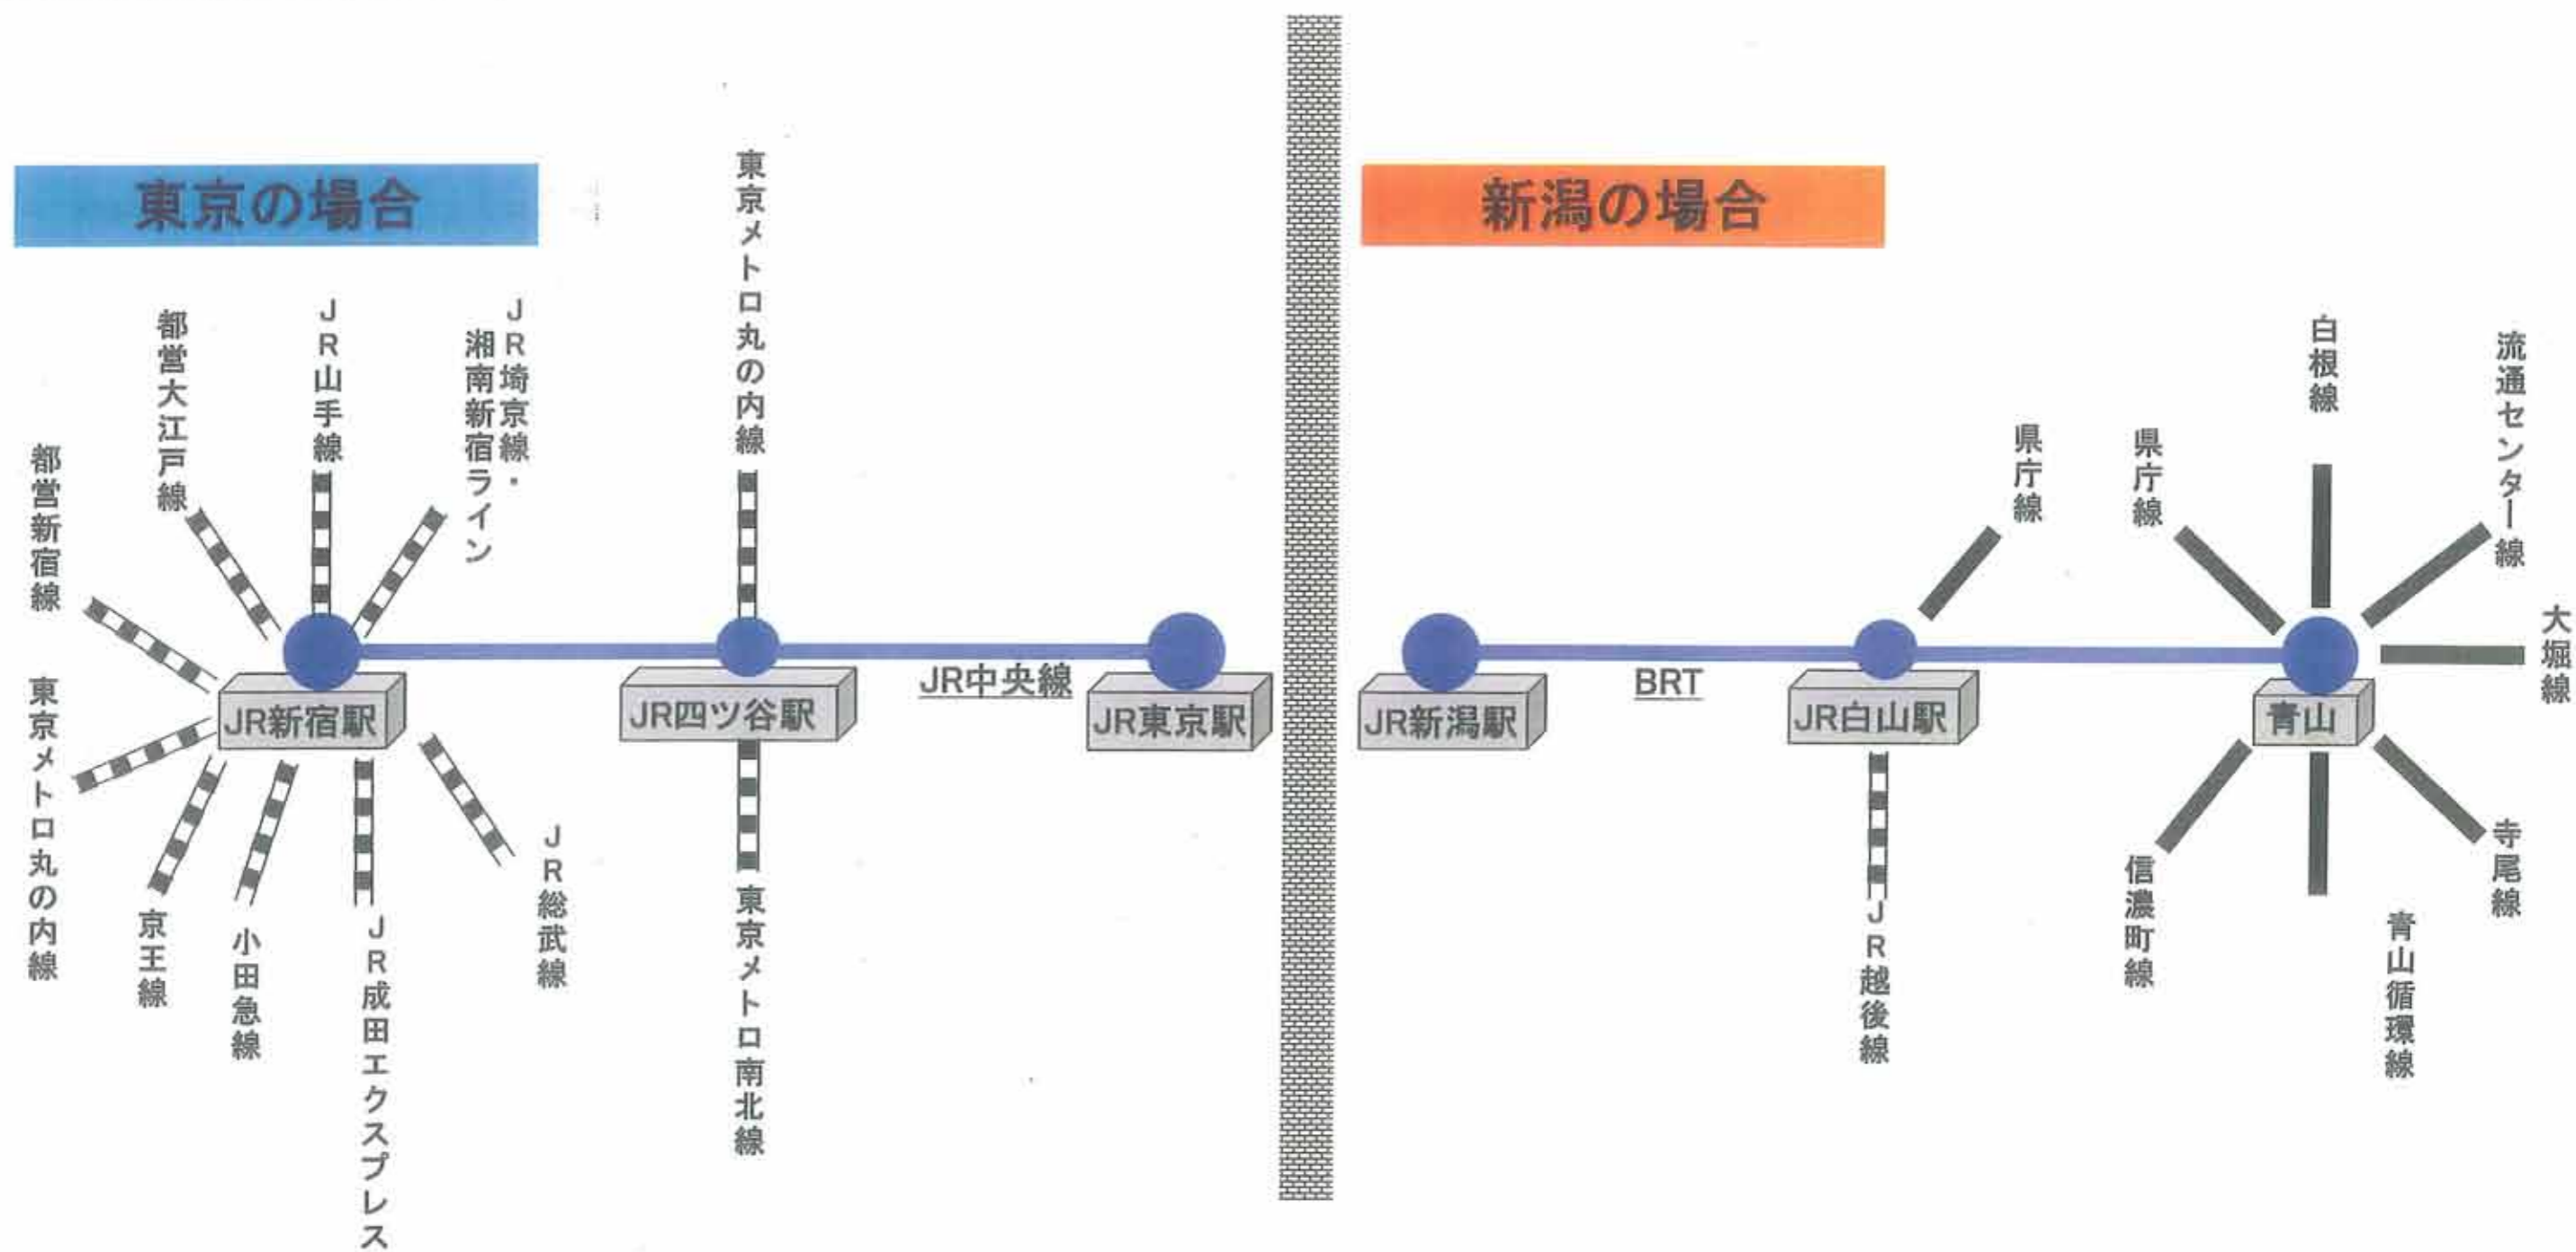 東京の場合
東京メトロ丸の内線
都営新宿線
都営大江戸線
JR山手線
JR埼京線・
湘南新宿ライン
東京メトロ丸の内線
京王線
小田急線
JR成田エクスプレス
JR総武線
東京メトロ南北線
JR新宿駅
JR四ツ谷駅
JR中央線
JR東京駅
新潟の場合
JR新潟駅
BRT
JR白山駅
青山
県庁線
県庁線
白根線
流通センター線
大堀線
寺尾線
青山循環線
信濃町線
JR越後線